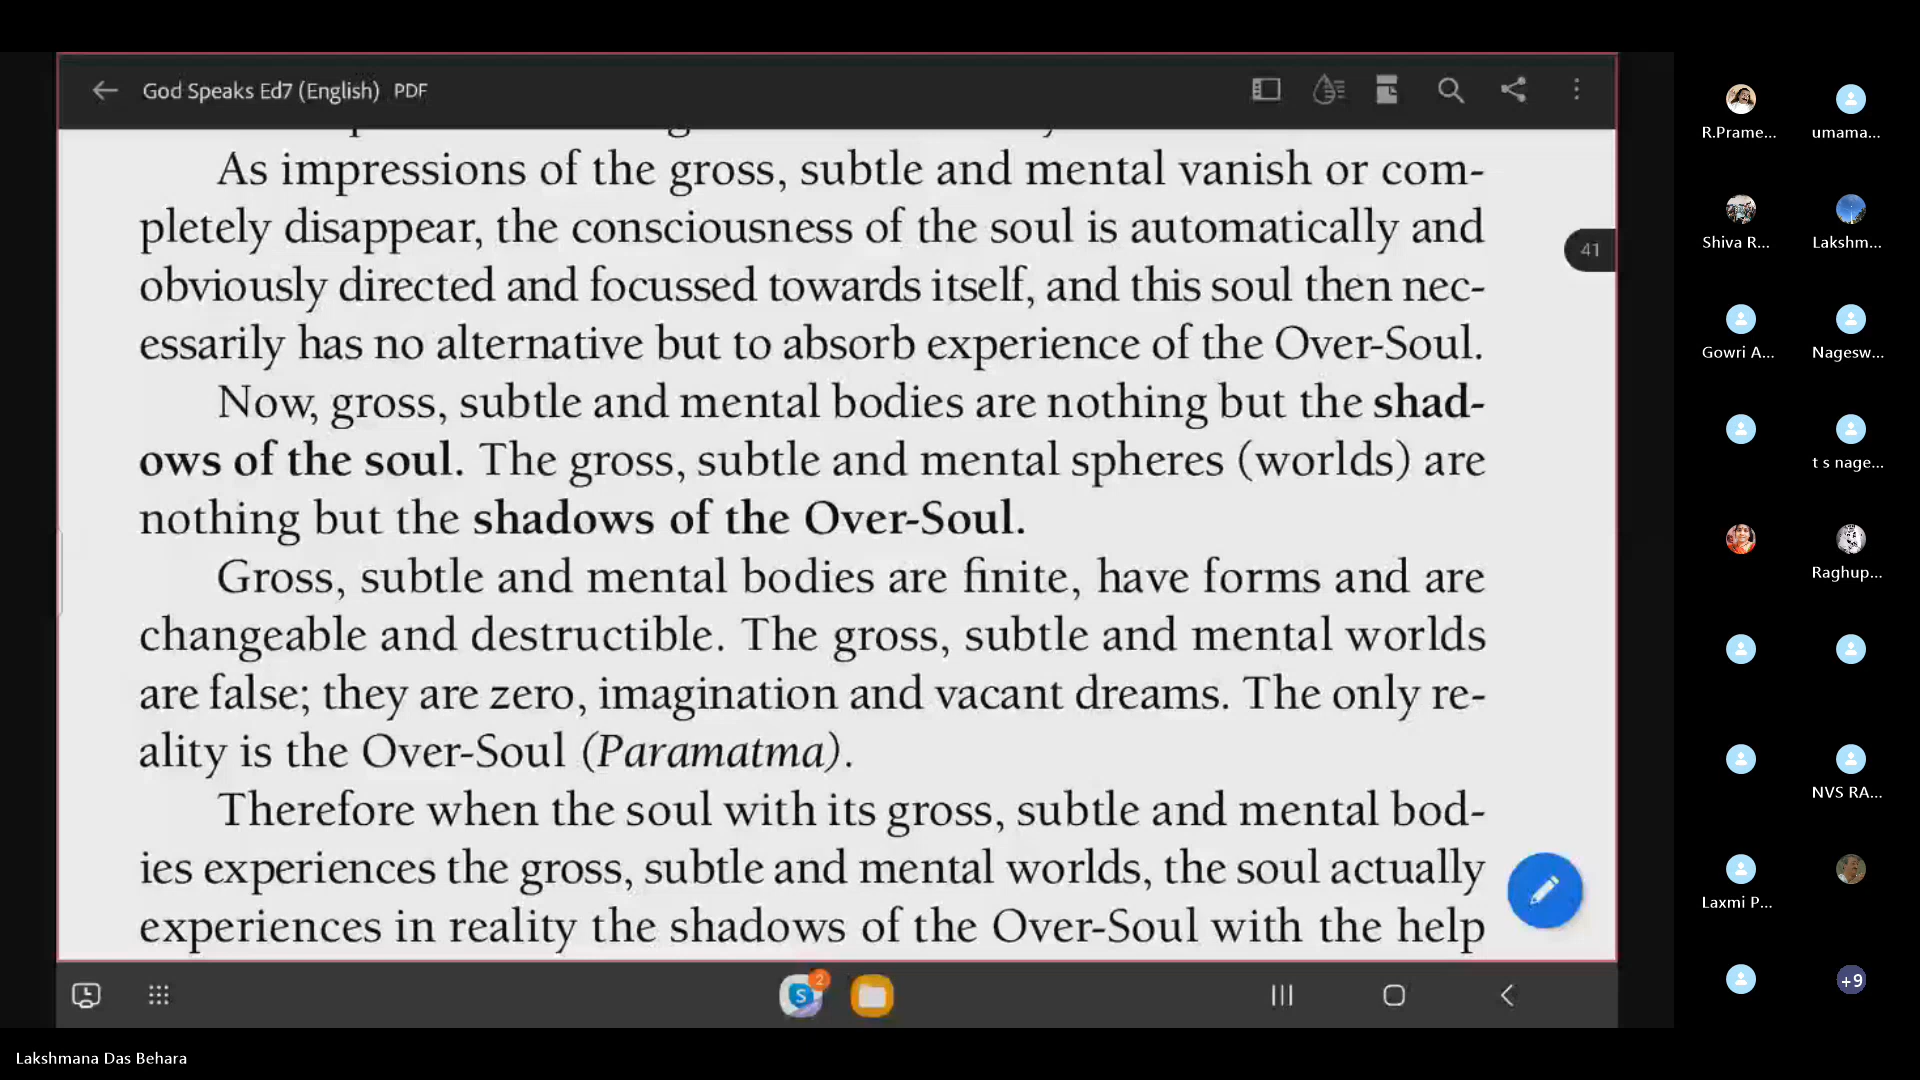 God Speaks Ed7 (English) PDF
As impressions of the gross, subtle and mental vanish or com-
pletely disappear, the consciousness of the soul is automatically and
obviously directed and focussed towards itself, and this soul then nec-
essarily has no alternative but to absorb experience of the Over-Soul.
Now, gross, subtle and mental bodies are nothing but the shad-
ows of the soul. The gross, subtle and mental spheres (worlds) are
nothing but the shadows of the Over-Soul.
Gross, subtle and mental bodies are finite, have forms and are
changeable and destructible. The gross, subtle and mental worlds
are false; they are zero, imagination and vacant dreams. The only re-
ality is the Over-Soul (Paramatma).
Therefore when the soul with its gross, subtle and mental bod-
ies experiences the gross, subtle and mental worlds, the soul actually
experiences in reality the shadows of the Over-Soul with the help
41
S
2
R.Prame... umama...
Shiva R... Lakshm...
Gowri A... Nagesw...
t s nage...
Raghup...
NVS RA...
Laxmi P...
+9
Lakshmana Das Behara